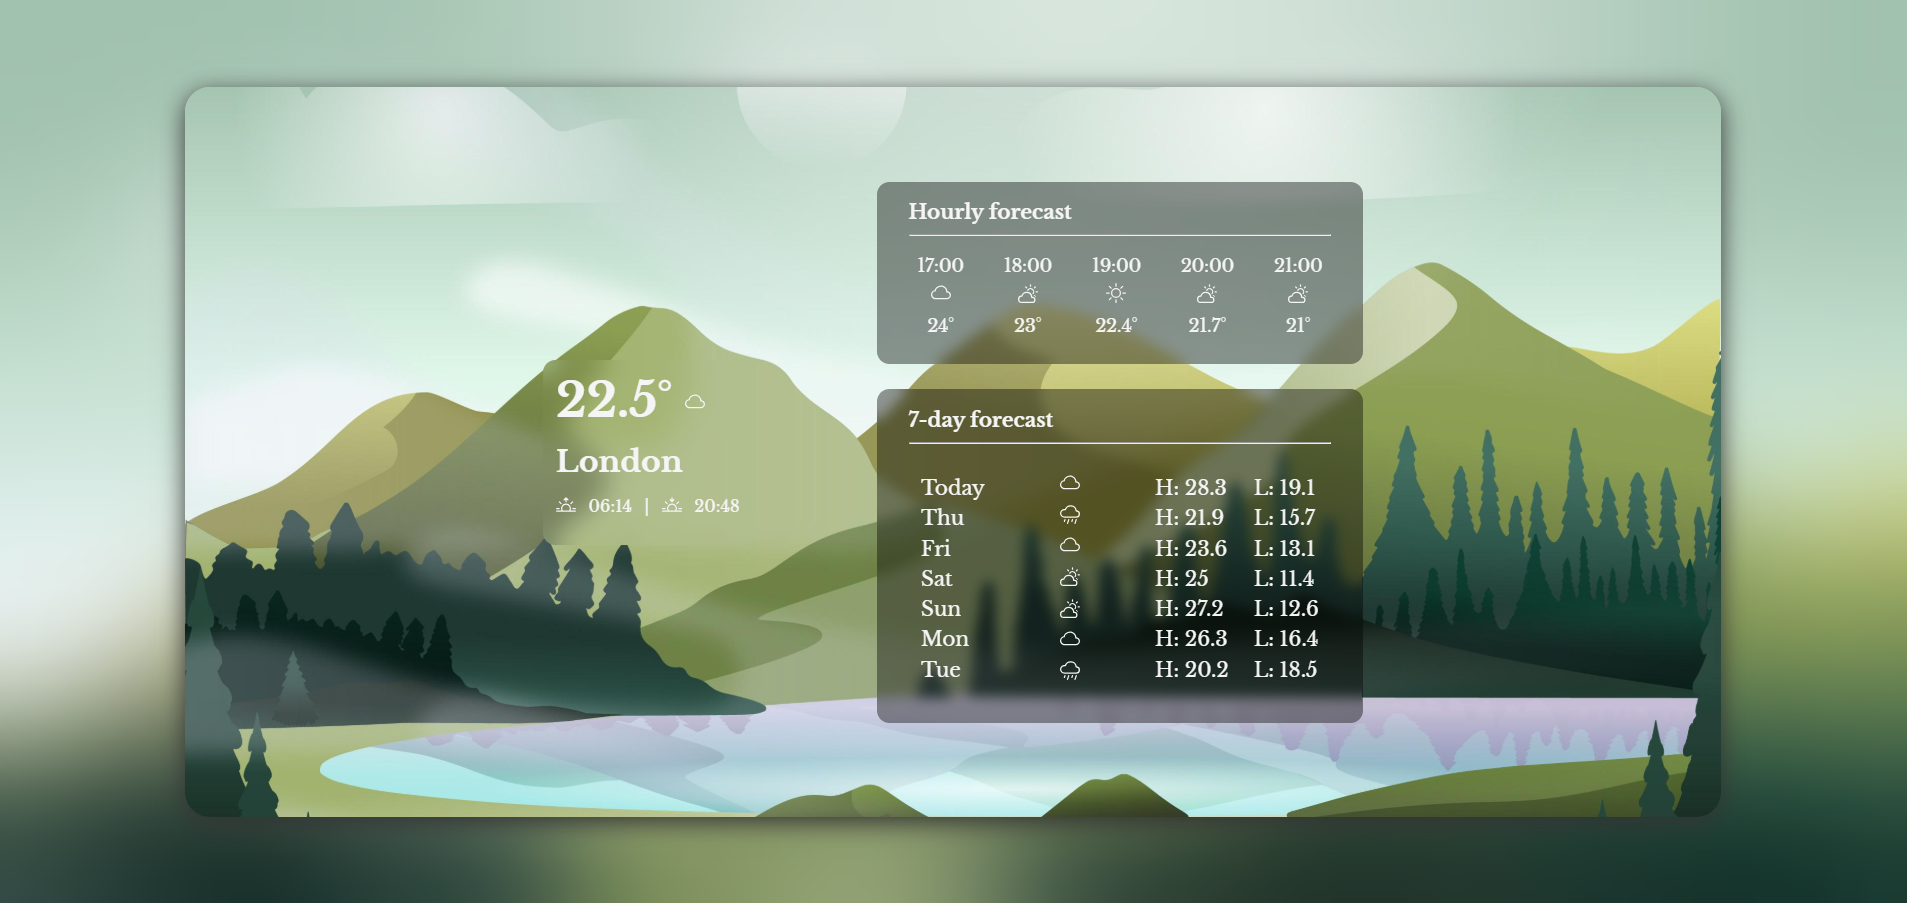 22.5°
London
06:14 | 20:48
Hourly forecast
17:00 18:00 19:00 20:00 21:00
24° 23° 22.4° 21.7° 21°
7-day forecast
Today H: 28.3 L: 19.1
Thu H: 21.9 L: 15.7
Fri H: 23.6 L: 13.1
Sat H: 25 L: 11.4
Sun H: 27.2 L: 12.6
Mon H: 26.3 L: 16.4
Tue H: 20.2 L: 18.5